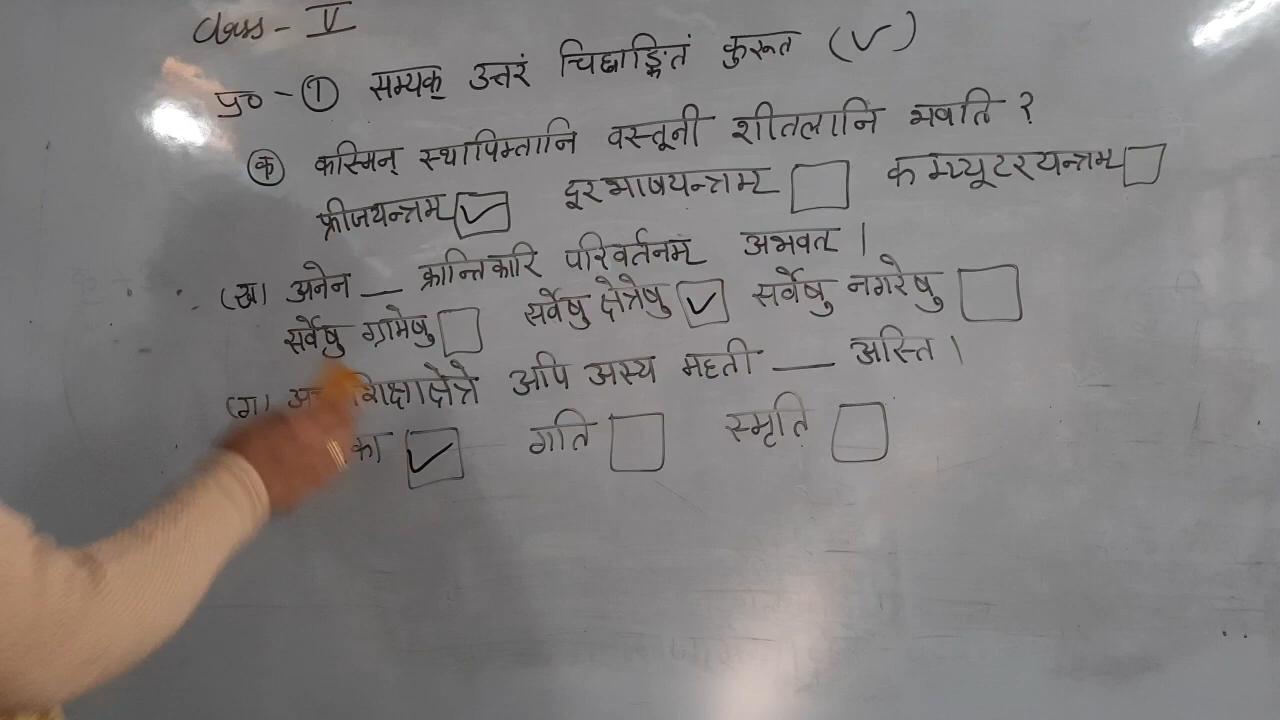 Class - V
प्र० - ① सम्यक् उत्तरं चिह्नाङ्कितं कुरूत (✓)
क कस्मिन् स्थापिम्तानि वस्तूनी शीतलानि भवति ?
फ्रीजयन्त्रम् ✓ दूरभाषयन्त्रम् कम्प्यूटरयन्त्रम्
(ख) अनेन __ क्रान्तिकारि परिवर्तनम् अभवत् ।
सर्वेषु ग्रामेषु सर्वेषु क्षेत्रेषु ✓ सर्वेषु नगरेषु
(ग) शिक्षाक्षेत्रे अपि अस्य महती __ अस्ति ।
का ✓ गति स्मृति